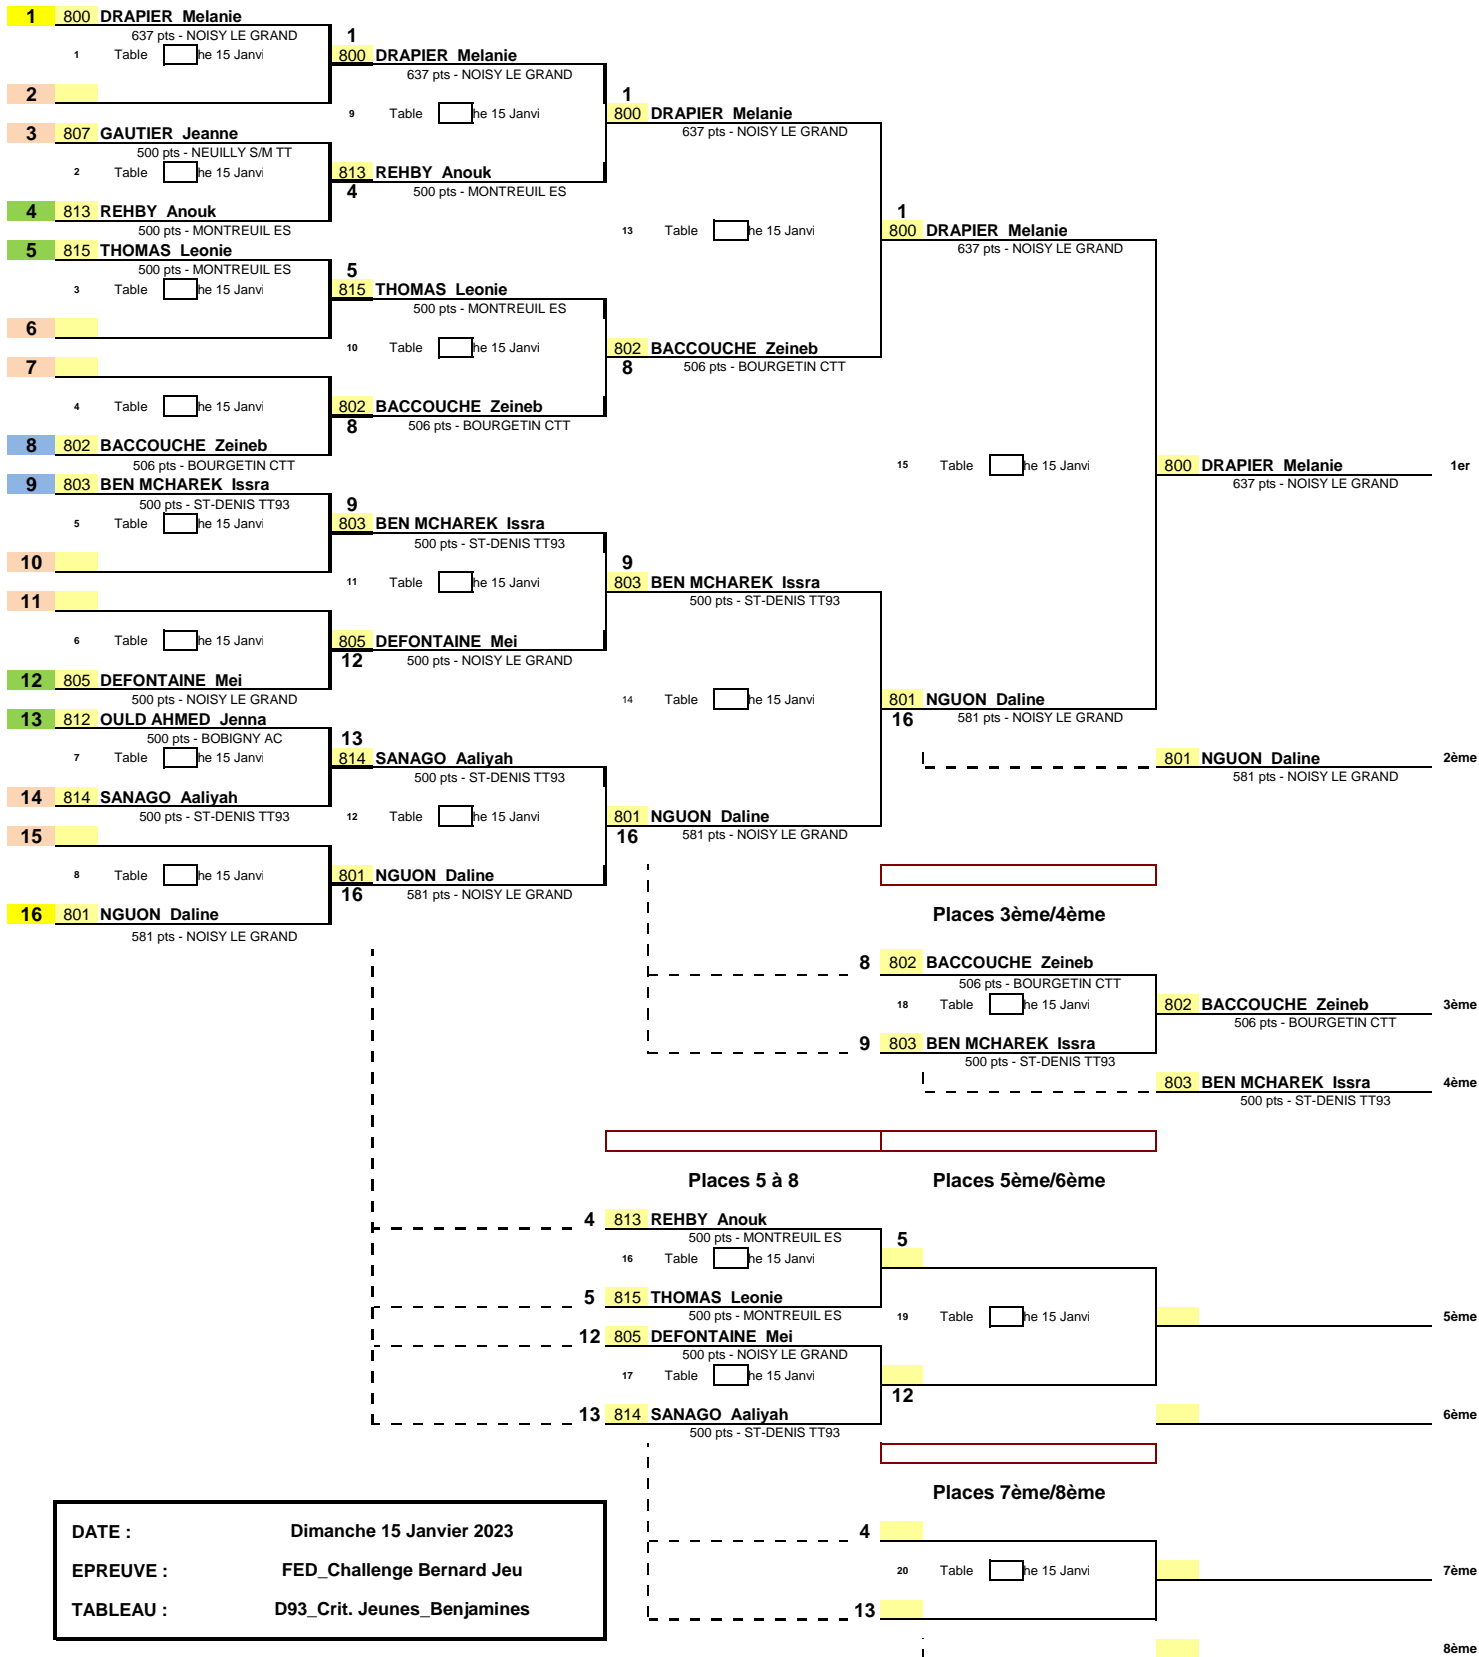 1 800 DRAPIER Melanie
637 pts - NOISY LE GRAND
1 Table he 15 Janvi
2
3 807 GAUTIER Jeanne
500 pts - NEUILLY S/M TT
2 Table he 15 Janvi
4 813 REHBY Anouk
500 pts - MONTREUIL ES
5 815 THOMAS Leonie
500 pts - MONTREUIL ES
3 Table he 15 Janvi
6
7
4 Table he 15 Janvi
8 802 BACCOUCHE Zeineb
506 pts - BOURGETIN CTT
9 803 BEN MCHAREK Issra
500 pts - ST-DENIS TT93
5 Table he 15 Janvi
10
11
6 Table he 15 Janvi
12 805 DEFONTAINE Mei
500 pts - NOISY LE GRAND
13 812 OULD AHMED Jenna
500 pts - BOBIGNY AC
7 Table he 15 Janvi
14 814 SANAGO Aaliyah
500 pts - ST-DENIS TT93
15
8 Table he 15 Janvi
16 801 NGUON Daline
581 pts - NOISY LE GRAND
1
800 DRAPIER Melanie
637 pts - NOISY LE GRAND
9 Table he 15 Janvi
813 REHBY Anouk
4 500 pts - MONTREUIL ES
5
815 THOMAS Leonie
500 pts - MONTREUIL ES
10 Table he 15 Janvi
802 BACCOUCHE Zeineb
8 506 pts - BOURGETIN CTT
9
803 BEN MCHAREK Issra
500 pts - ST-DENIS TT93
11 Table he 15 Janvi
805 DEFONTAINE Mei
12 500 pts - NOISY LE GRAND
13
814 SANAGO Aaliyah
500 pts - ST-DENIS TT93
12 Table he 15 Janvi
801 NGUON Daline
16 581 pts - NOISY LE GRAND
1
800 DRAPIER Melanie
637 pts - NOISY LE GRAND
13 Table he 15 Janvi
802 BACCOUCHE Zeineb
8 506 pts - BOURGETIN CTT
9
803 BEN MCHAREK Issra
500 pts - ST-DENIS TT93
14 Table he 15 Janvi
801 NGUON Daline
16 581 pts - NOISY LE GRAND
1
800 DRAPIER Melanie
637 pts - NOISY LE GRAND
15 Table he 15 Janvi
801 NGUON Daline
16 581 pts - NOISY LE GRAND
800 DRAPIER Melanie 1er
637 pts - NOISY LE GRAND
801 NGUON Daline 2ème
581 pts - NOISY LE GRAND
Places 3ème/4ème
8 802 BACCOUCHE Zeineb
506 pts - BOURGETIN CTT
18 Table he 15 Janvi
9 803 BEN MCHAREK Issra
500 pts - ST-DENIS TT93
802 BACCOUCHE Zeineb 3ème
506 pts - BOURGETIN CTT
803 BEN MCHAREK Issra 4ème
500 pts - ST-DENIS TT93
Places 5 à 8
Places 5ème/6ème
4 813 REHBY Anouk
500 pts - MONTREUIL ES
16 Table he 15 Janvi
5 815 THOMAS Leonie
500 pts - MONTREUIL ES
12 805 DEFONTAINE Mei
500 pts - NOISY LE GRAND
17 Table he 15 Janvi
13 814 SANAGO Aaliyah
500 pts - ST-DENIS TT93
5
19 Table he 15 Janvi
12
5ème
6ème
Places 7ème/8ème
4
20 Table he 15 Janvi
13
7ème
8ème
DATE : Dimanche 15 Janvier 2023
EPREUVE : FED_Challenge Bernard Jeu
TABLEAU : D93_Crit. Jeunes_Benjamines